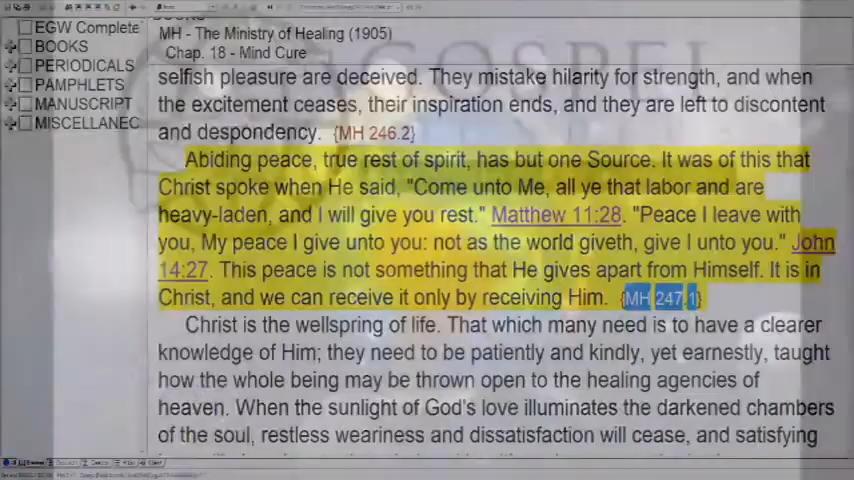 EGW Complete
BOOKS
PERIODICALS
PAMPHLETS
MANUSCRIPT
MISCELLANEC
MH - The Ministry of Healing (1905)
Chap. 18 - Mind Cure
GOSPEL
selfish pleasure are deceived. They mistake hilarity for strength, and when
the excitement ceases, their inspiration ends, and they are left to discontent
and despondency. {MH 246.2}
Abiding peace, true rest of spirit, has but one Source. It was of this that
Christ spoke when He said, "Come unto Me, all ye that labor and are
heavy-laden, and I will give you rest." Matthew 11:28. "Peace I leave with
you, My peace I give unto you: not as the world giveth, give I unto you." John
14:27. This peace is not something that He gives apart from Himself. It is in
Christ, and we can receive it only by receiving Him. {MH 247.1}
Christ is the wellspring of life. That which many need is to have a clearer
knowledge of Him; they need to be patiently and kindly, yet earnestly, taught
how the whole being may be thrown open to the healing agencies of
heaven. When the sunlight of God's love illuminates the darkened chambers
of the soul, restless weariness and dissatisfaction will cease, and satisfying